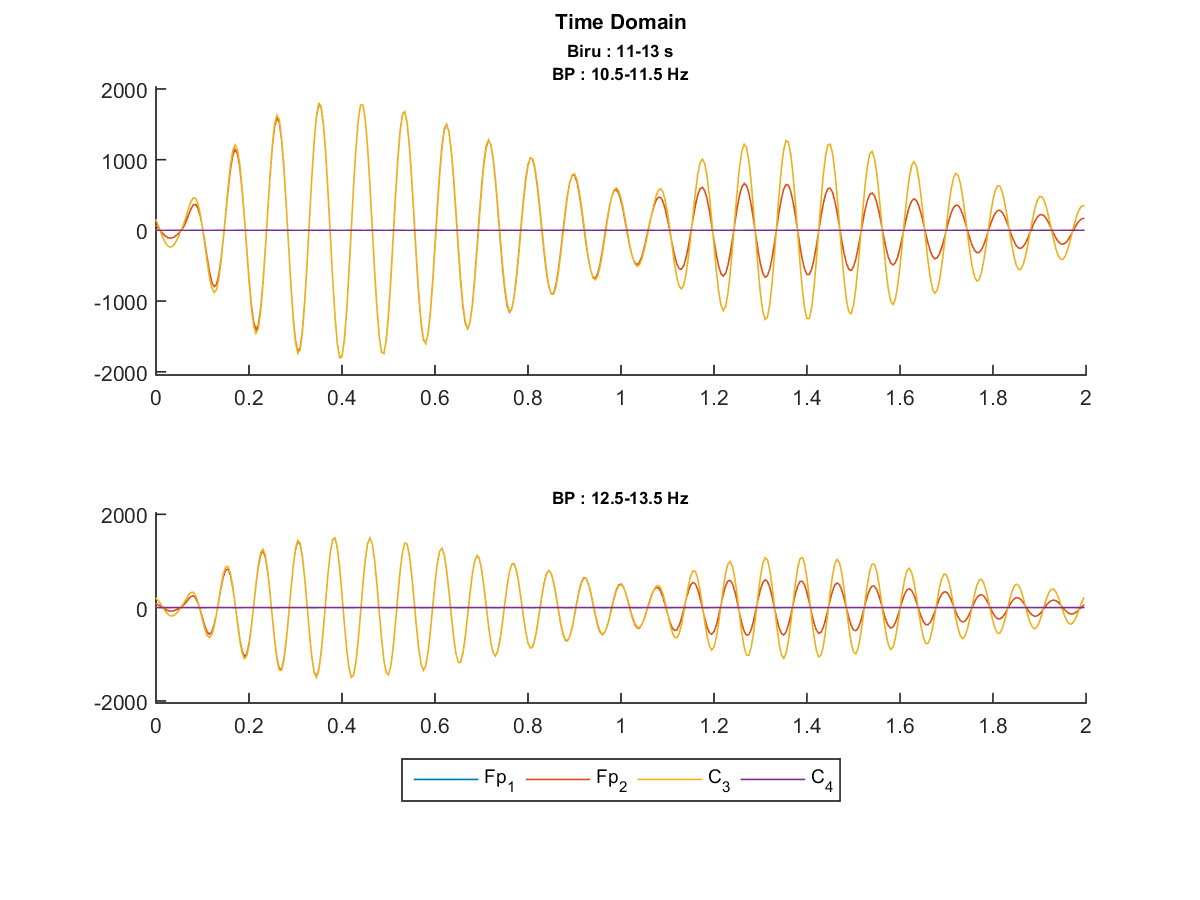 Time Domain
Biru : 11-13 s
BP : 10.5-11.5 Hz
2000
1000
0
-1000
-2000
0 0.2 0.4 0.6 0.8 1 1.2 1.4 1.6 1.8 2
BP : 12.5-13.5 Hz
2000
0
-2000
0 0.2 0.4 0.6 0.8 1 1.2 1.4 1.6 1.8 2
Fp1 Fp2 C3 C4